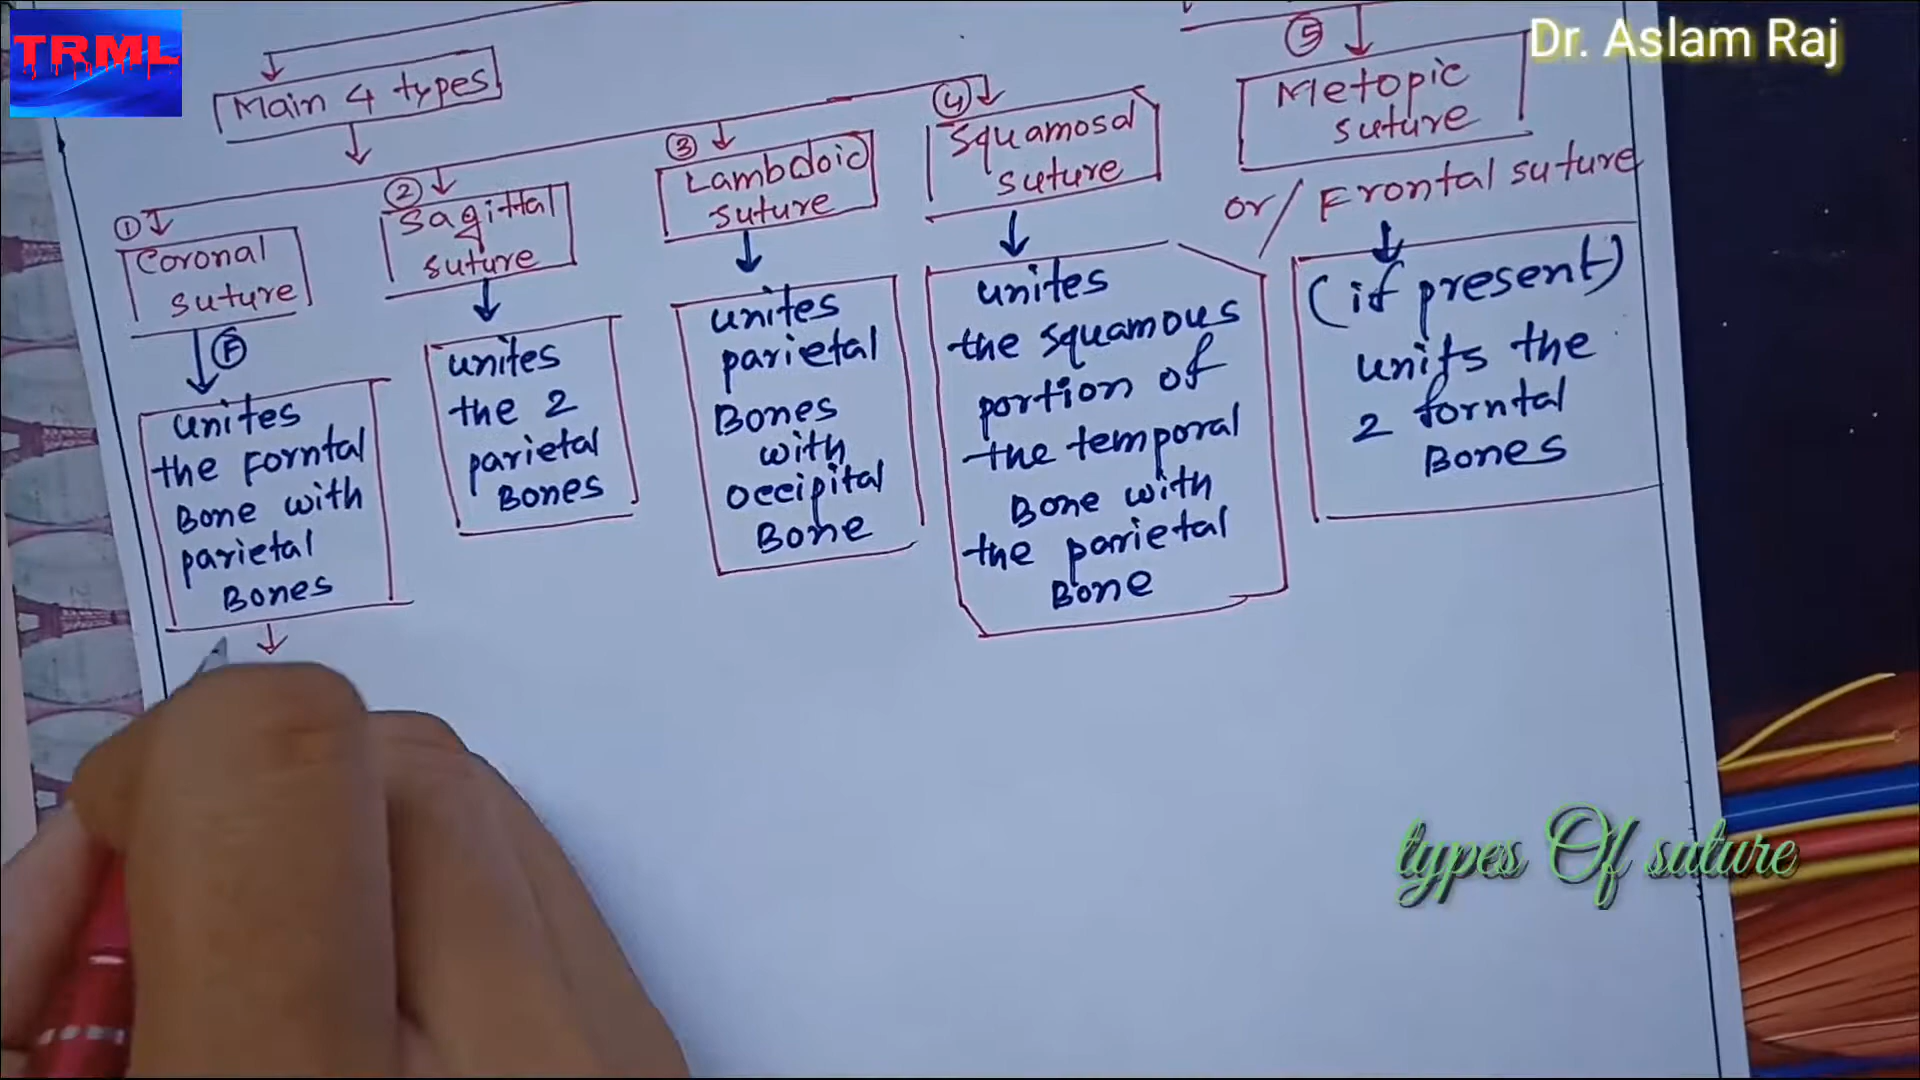 TRML
Dr. Aslam Raj
Main 4 types
①
Coronal
suture
F
unites
the Forntal
Bone with
parietal
Bones
②
Sagittal
suture
unites
the 2
parietal
Bones
③
Lambdoid
suture
unites
parietal
Bones
with
occipital
Bone
④
Squamosal
suture
unites
the squamous
portion of
the temporal
Bone with
the parietal
Bone
⑤
Metopic
suture
or/ Frontal suture
(if present)
units the
2 forntal
Bones
types Of suture